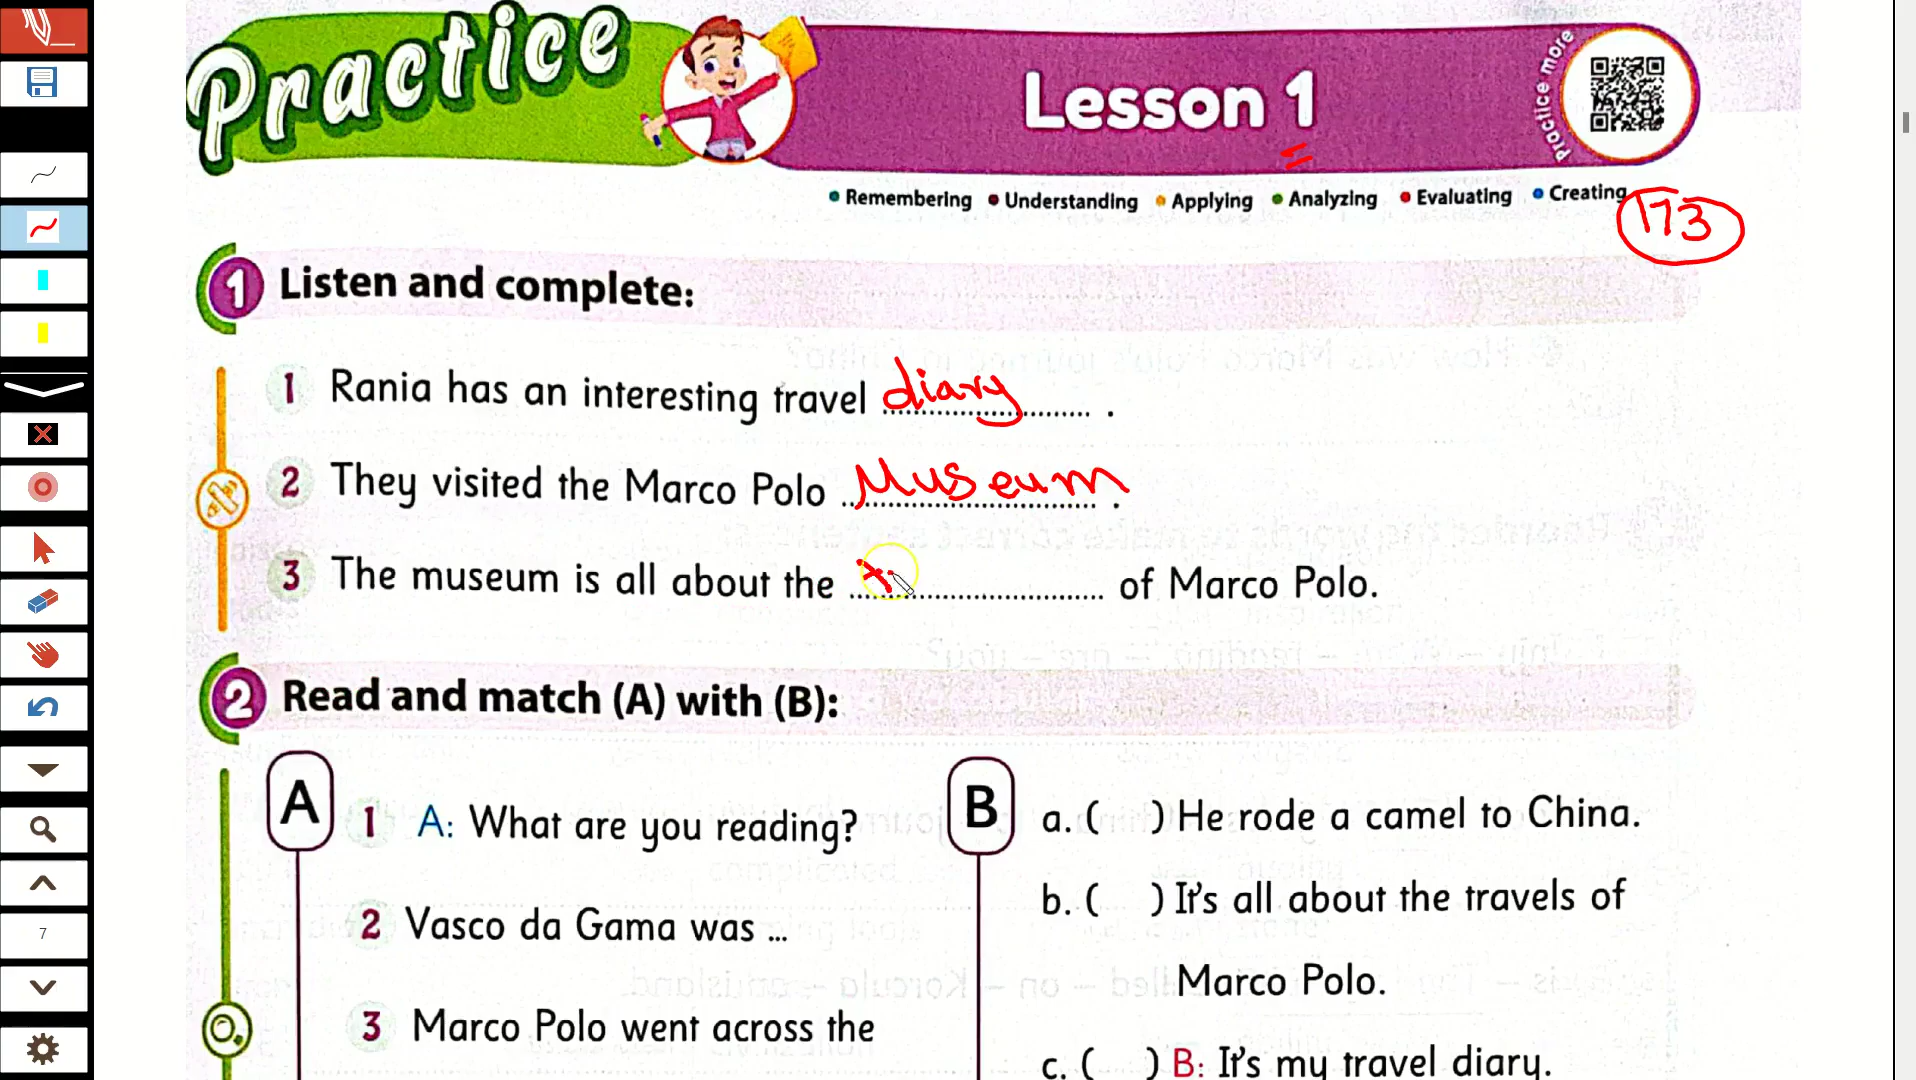 Practice
Lesson 1
Practice more
Remembering Understanding Applying Analyzing Evaluating Creating
173
1 Listen and complete:
1 Rania has an interesting travel diary .
2 They visited the Marco Polo Museum .
3 The museum is all about the of Marco Polo.
2 Read and match (A) with (B):
A
1 A: What are you reading?
2 Vasco da Gama was ...
3 Marco Polo went across the
B
a. ( ) He rode a camel to China.
b. ( ) It's all about the travels of
Marco Polo.
c. ( ) B: It's my travel diary.
7